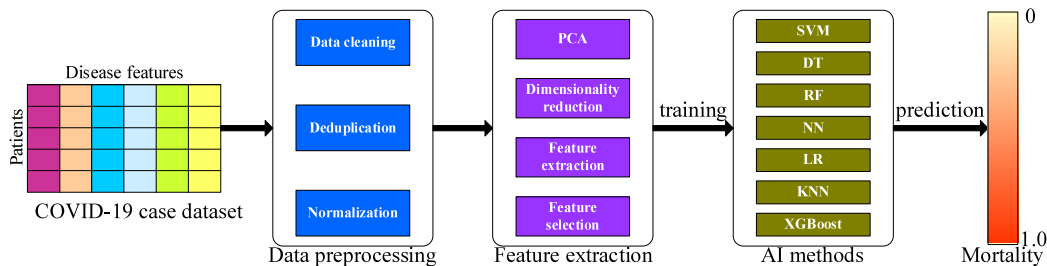 Disease features
Patients
COVID-19 case dataset
Data cleaning
Deduplication
Normalization
Data preprocessing
PCA
Dimensionality
reduction
Feature
extraction
Feature
selection
Feature extraction
training
SVM
DT
RF
NN
LR
KNN
XGBoost
AI methods
prediction
0
1.0
Mortality